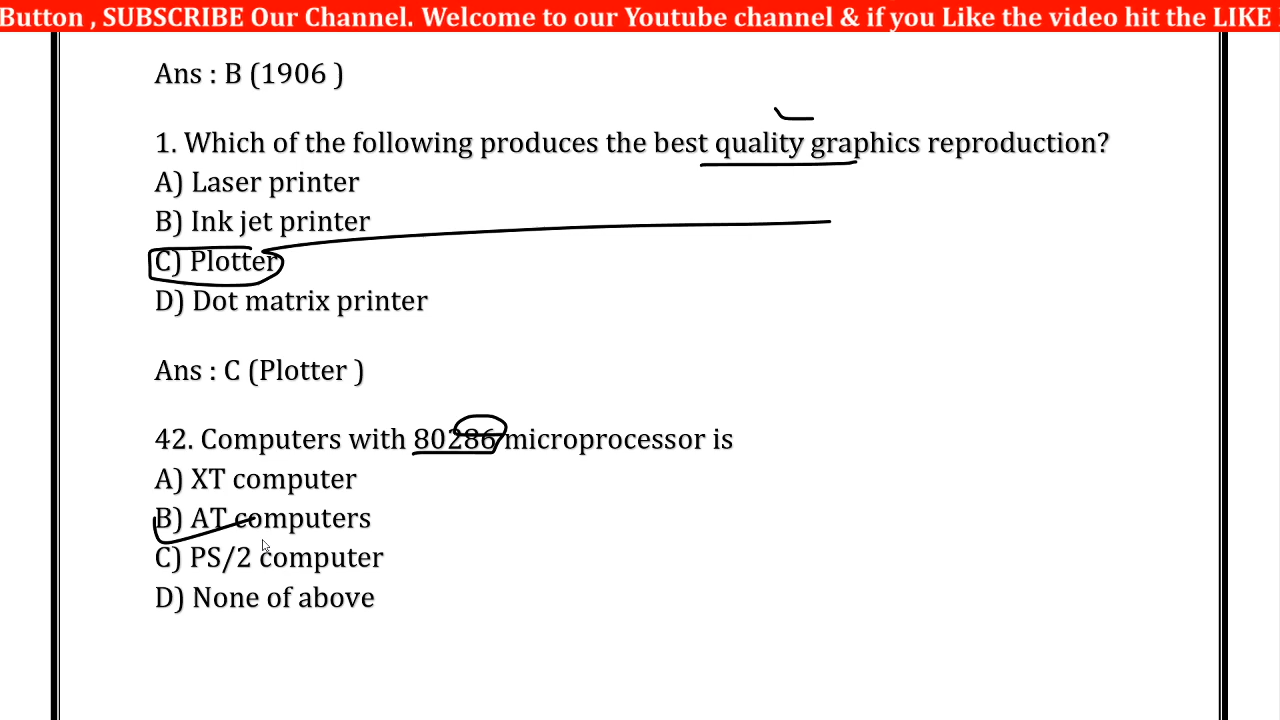 Button , SUBSCRIBE Our Channel. Welcome to our Youtube channel & if you Like the video hit the LIKE
Ans : B (1906 )
1. Which of the following produces the best quality graphics reproduction?
A) Laser printer
B) Ink jet printer
C) Plotter
D) Dot matrix printer
Ans : C (Plotter )
42. Computers with 80286 microprocessor is
A) XT computer
B) AT computers
C) PS/2 computer
D) None of above